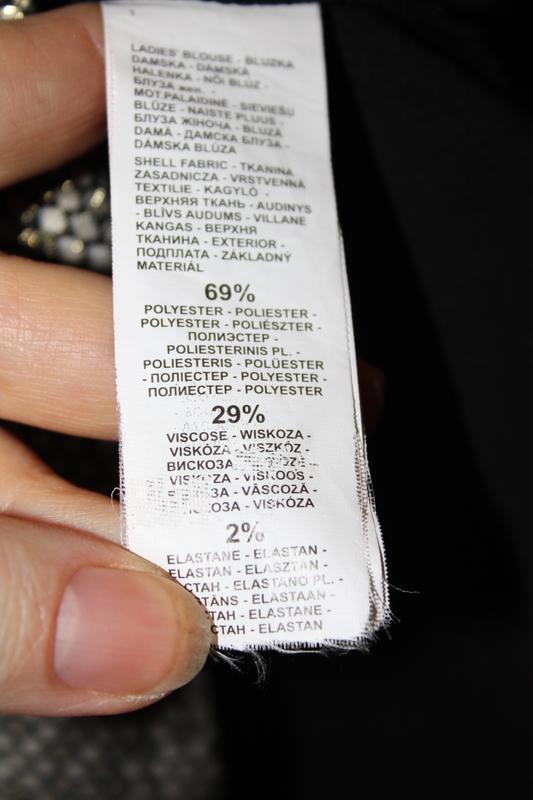 LADIES' BLOUSE - BLUZKA
DAMSKA - DÁMSKÁ
HALENKA - NŐI BLÚZ -
БЛУЗА жен. -
MOT.PALAIDINĖ - SIEVIEŠU
BLŪZE - NAISTE PLUUS -
БЛУЗА ЖІНОЧА - BLUZĂ
DAMĂ - ДАМСКА БЛУЗА -
DÁMSKA BLÚZA
SHELL FABRIC - TKANINA
ZASADNICZA - VRSTVENNÁ
TEXTILIE - KAGYLÓ -
ВЕРХНЯЯ ТКАНЬ - AUDINYS
- BLĪVS AUDUMS - VILLANE
KANGAS - ВЕРХНЯ
ТКАНИНА - EXTERIOR -
ПОДПЛАТА - ZÁKLADNÝ
MATERIÁL
69%
POLYESTER - POLIESTER -
POLYESTER - POLIÉSZTER -
ПОЛИЭСТЕР -
POLIESTERINIS PL. -
POLIESTERIS - POLÜESTER
- ПОЛІЕСТЕР - POLYESTER -
ПОЛИЕСТЕР - POLYESTER
29%
VISCOSE - WISKOZA -
VISKÓZA - VISZKÓZ -
ВИСКОЗА
- VISKOOS -
- VÂSCOZĂ -
- VISKÓZA
2%
ELASTANE - ELASTAN -
ELASTAN - ELASZTÁN -
- ELASTANO PL. -
- ELASTAAN -
- ELASTANE -
- ELASTAN